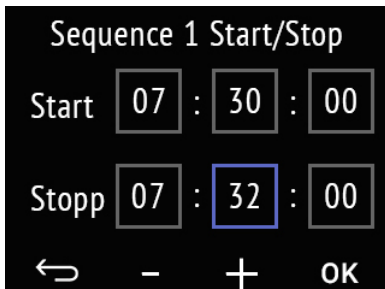 Sequence 1 Start/Stop
Start 07 : 30 : 00
Stopp 07 : 32 : 00
- + OK